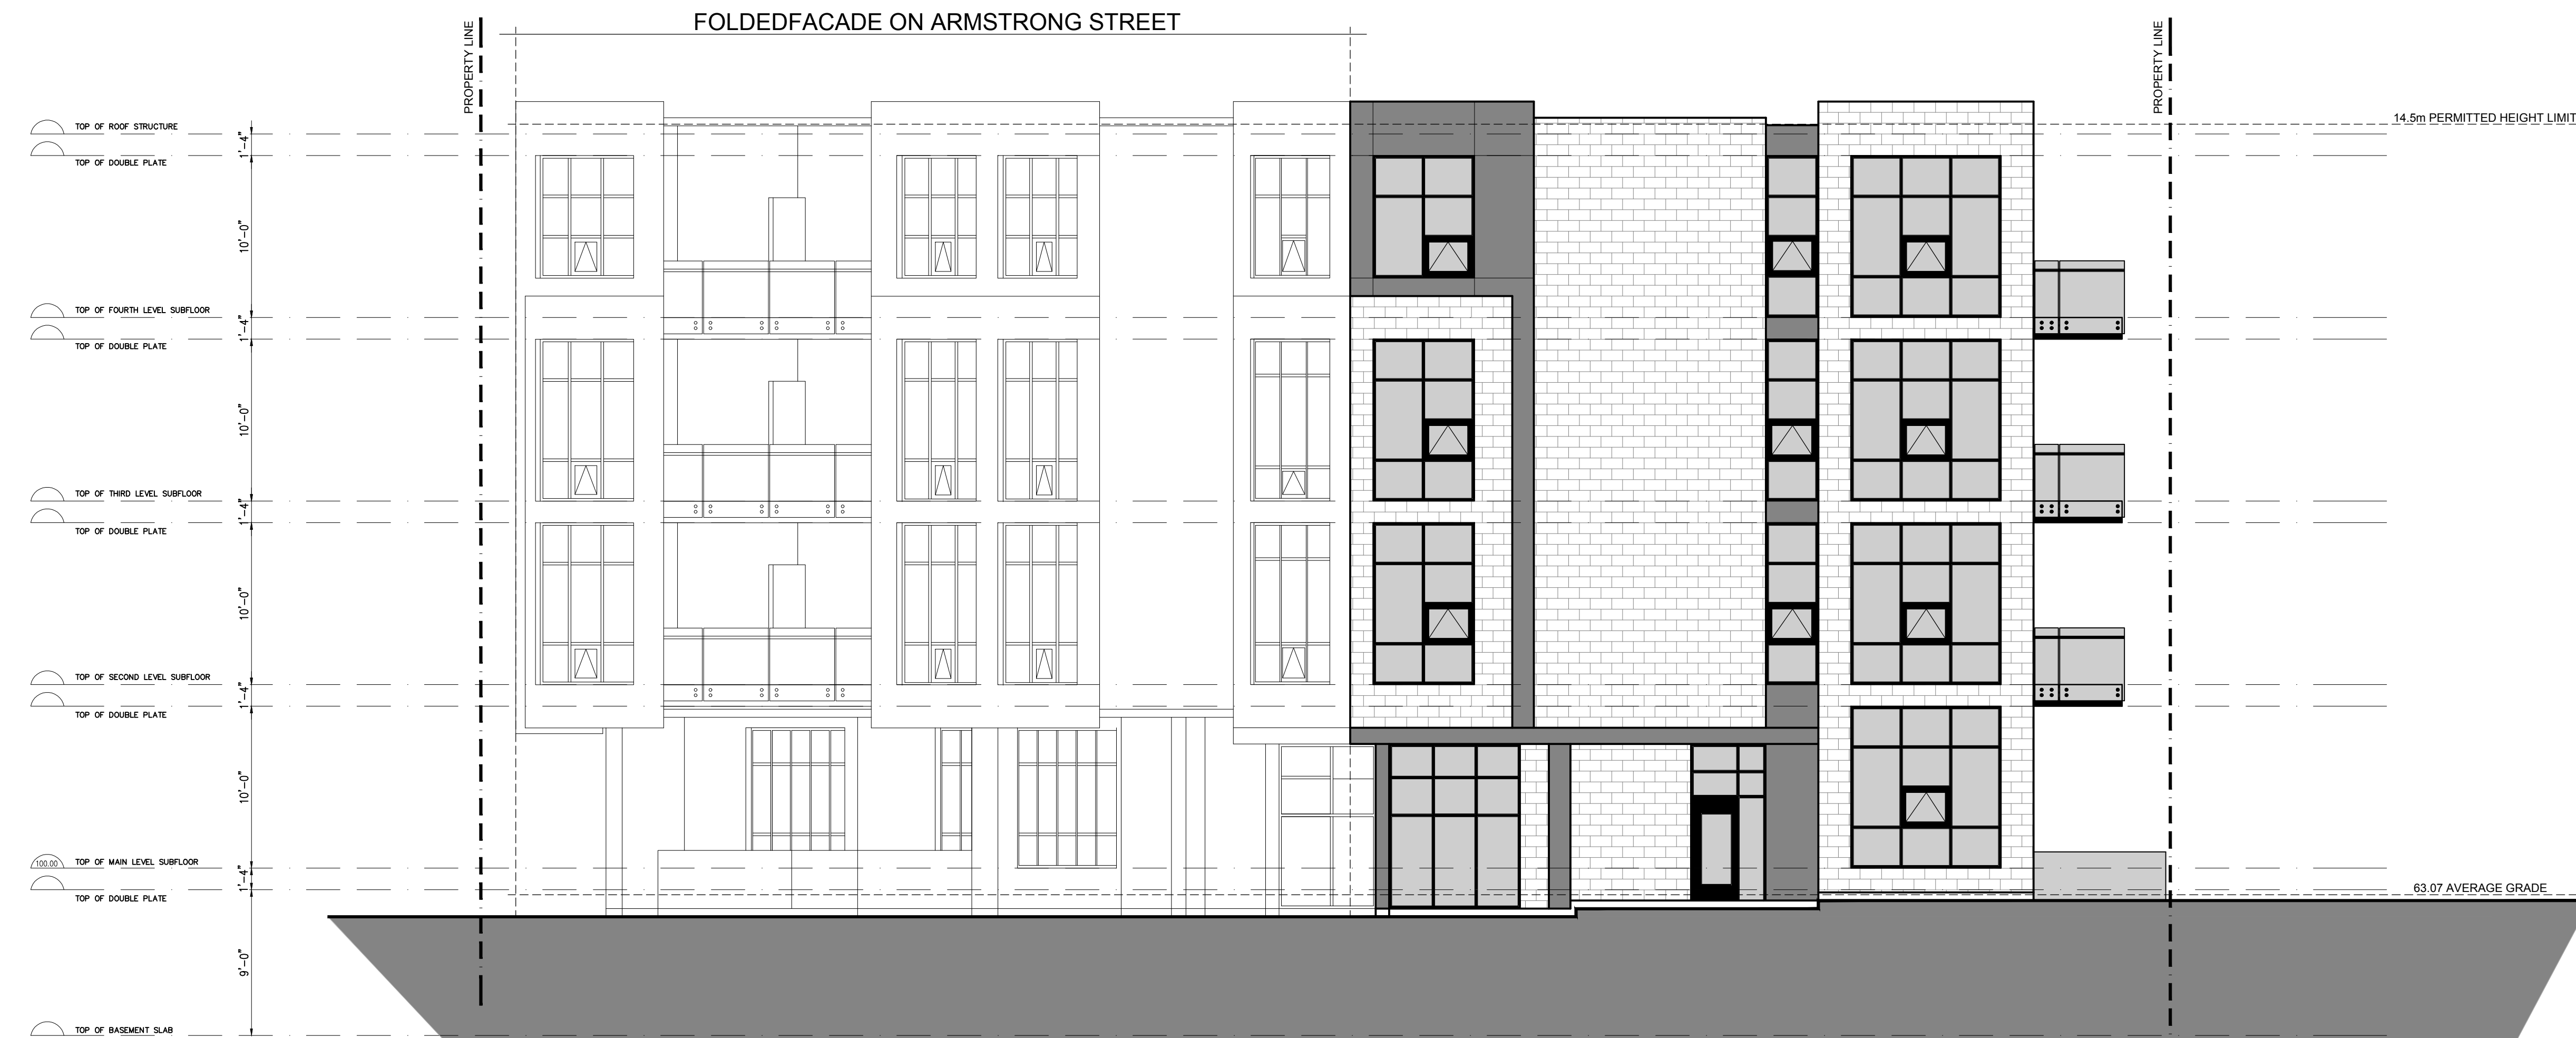 FOLDEDFACADE ON ARMSTRONG STREET
PROPERTY LINE
PROPERTY LINE
14.5m PERMITTED HEIGHT LIMIT
TOP OF ROOF STRUCTURE
1'-4"
TOP OF DOUBLE PLATE
10'-0"
TOP OF FOURTH LEVEL SUBFLOOR
1'-4"
TOP OF DOUBLE PLATE
10'-0"
TOP OF THIRD LEVEL SUBFLOOR
1'-4"
TOP OF DOUBLE PLATE
10'-0"
TOP OF SECOND LEVEL SUBFLOOR
1'-4"
TOP OF DOUBLE PLATE
10'-0"
100.00 TOP OF MAIN LEVEL SUBFLOOR
1'-4"
TOP OF DOUBLE PLATE
63.07 AVERAGE GRADE
9'-0"
TOP OF BASEMENT SLAB